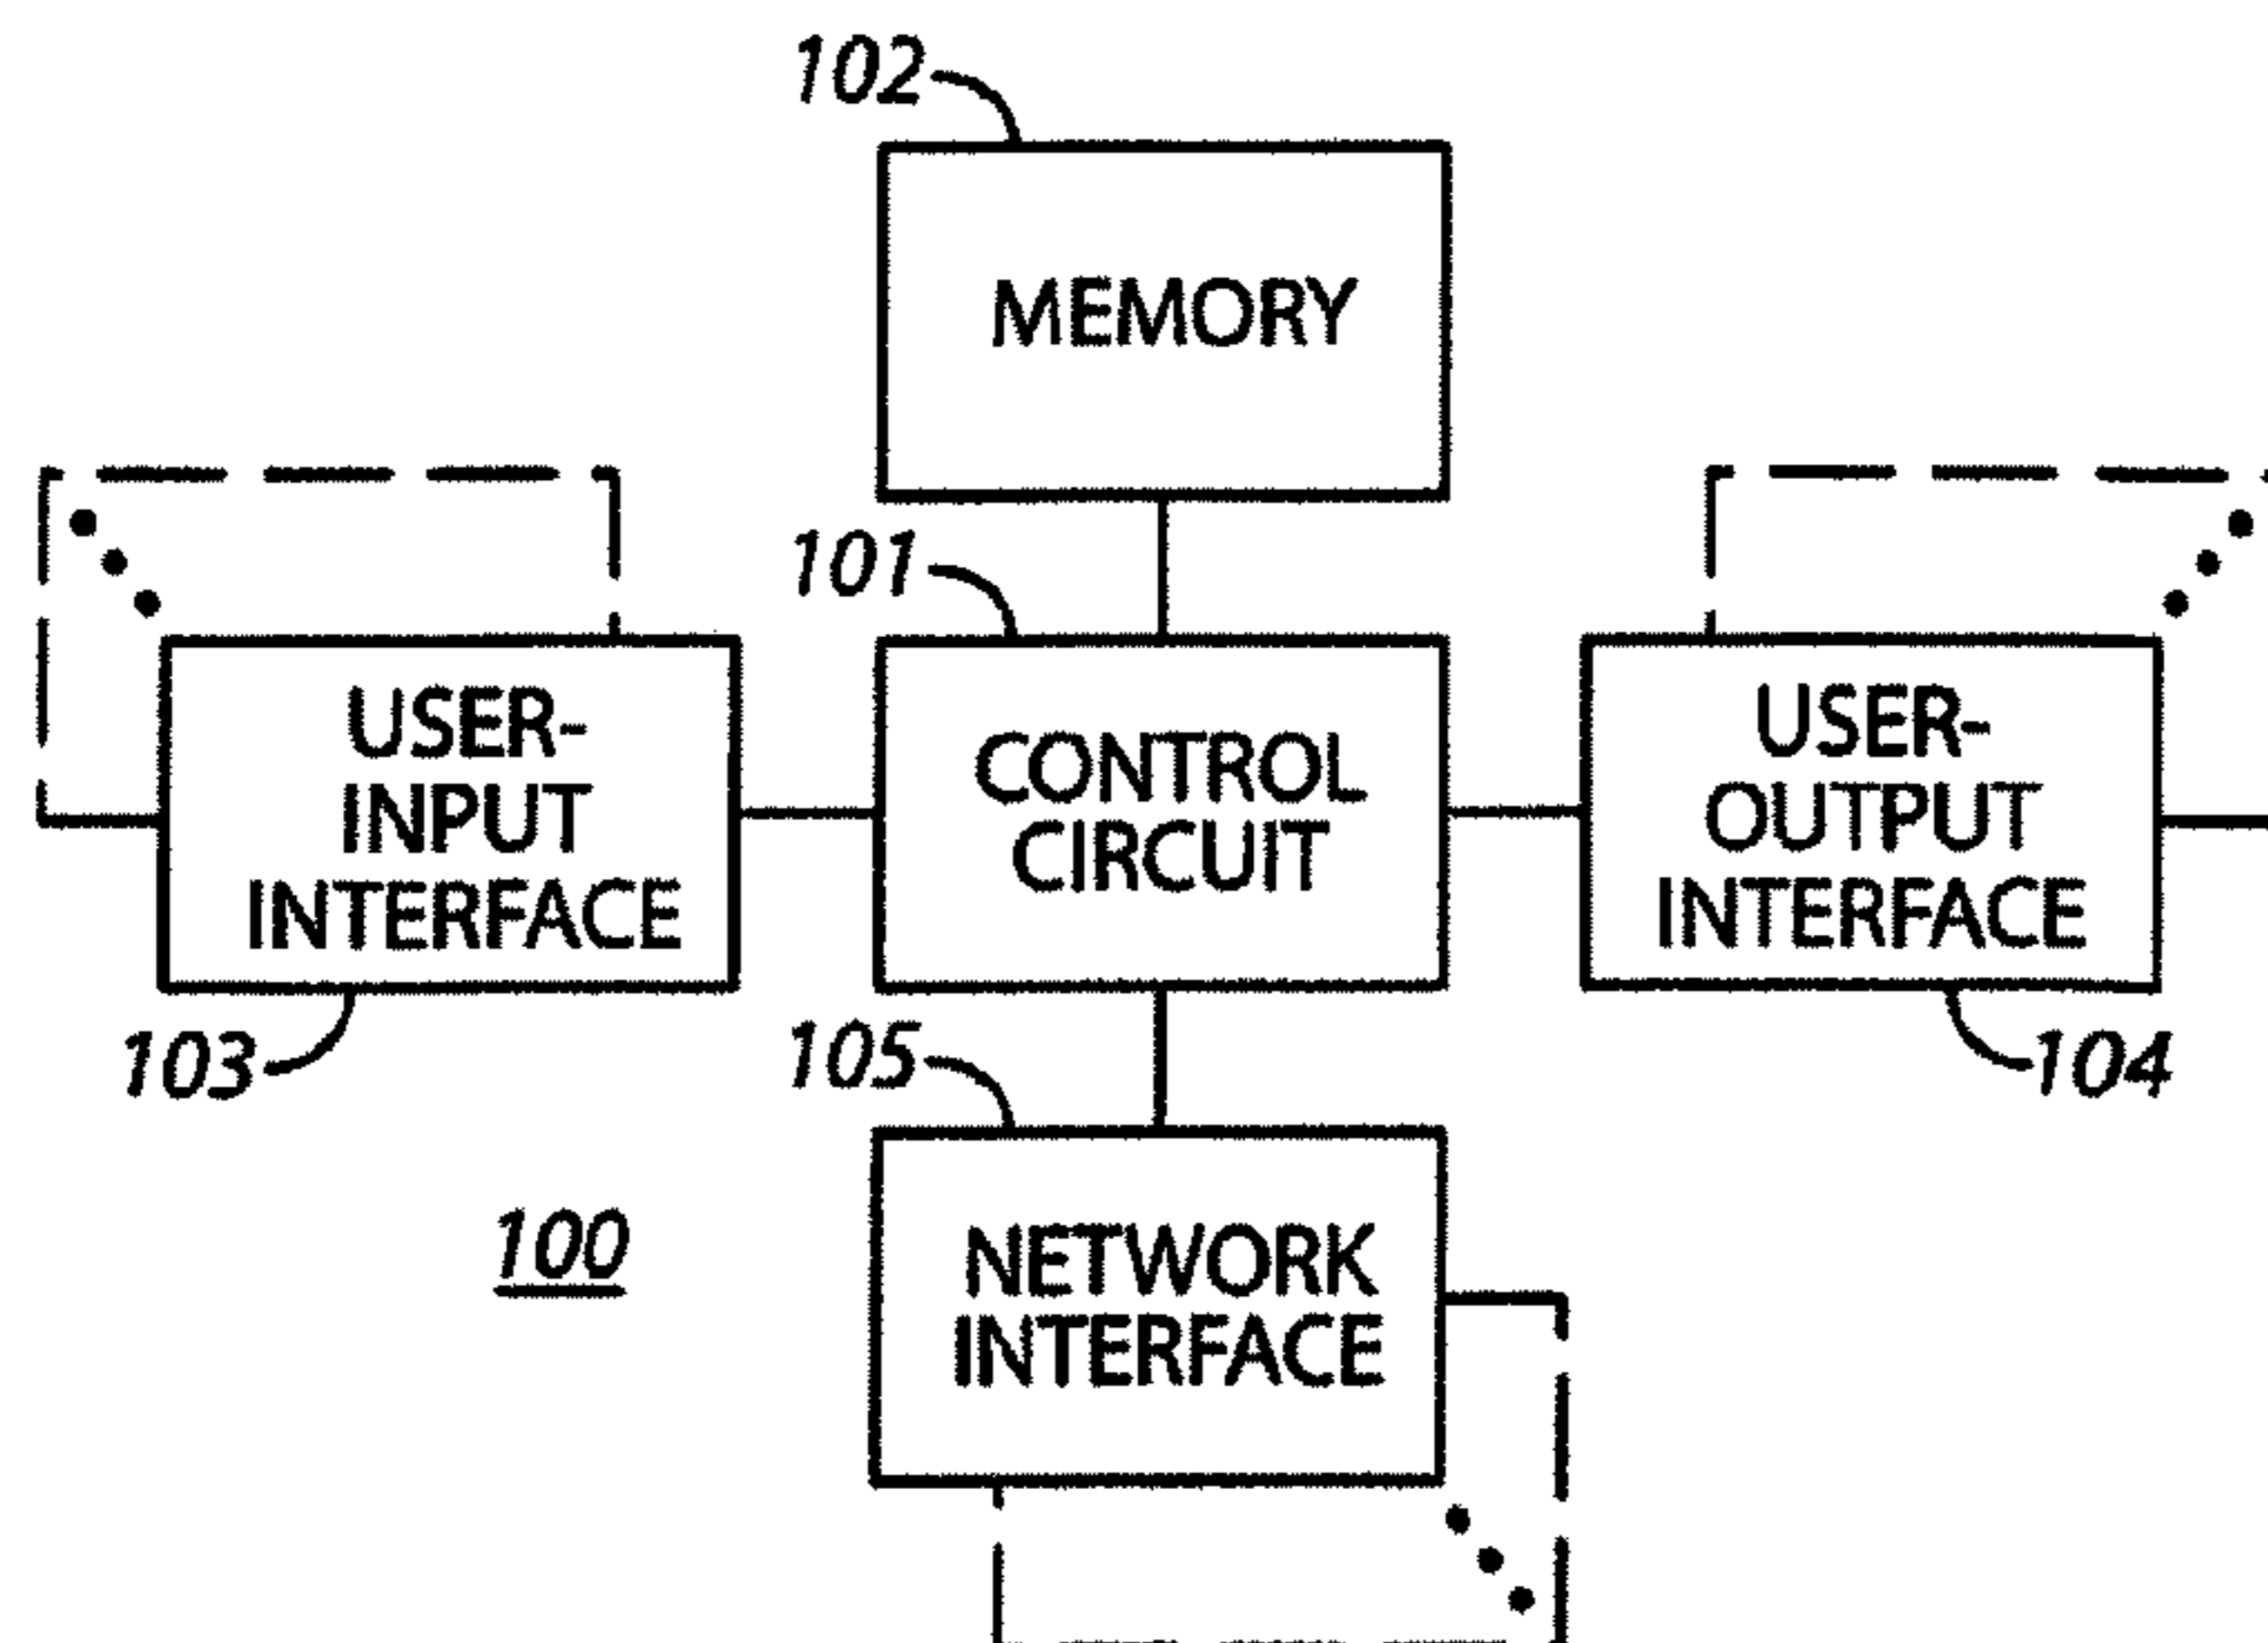 102
MEMORY
101
USER-
INPUT
INTERFACE
CONTROL
CIRCUIT
USER-
OUTPUT
INTERFACE
103
105
104
100
NETWORK
INTERFACE